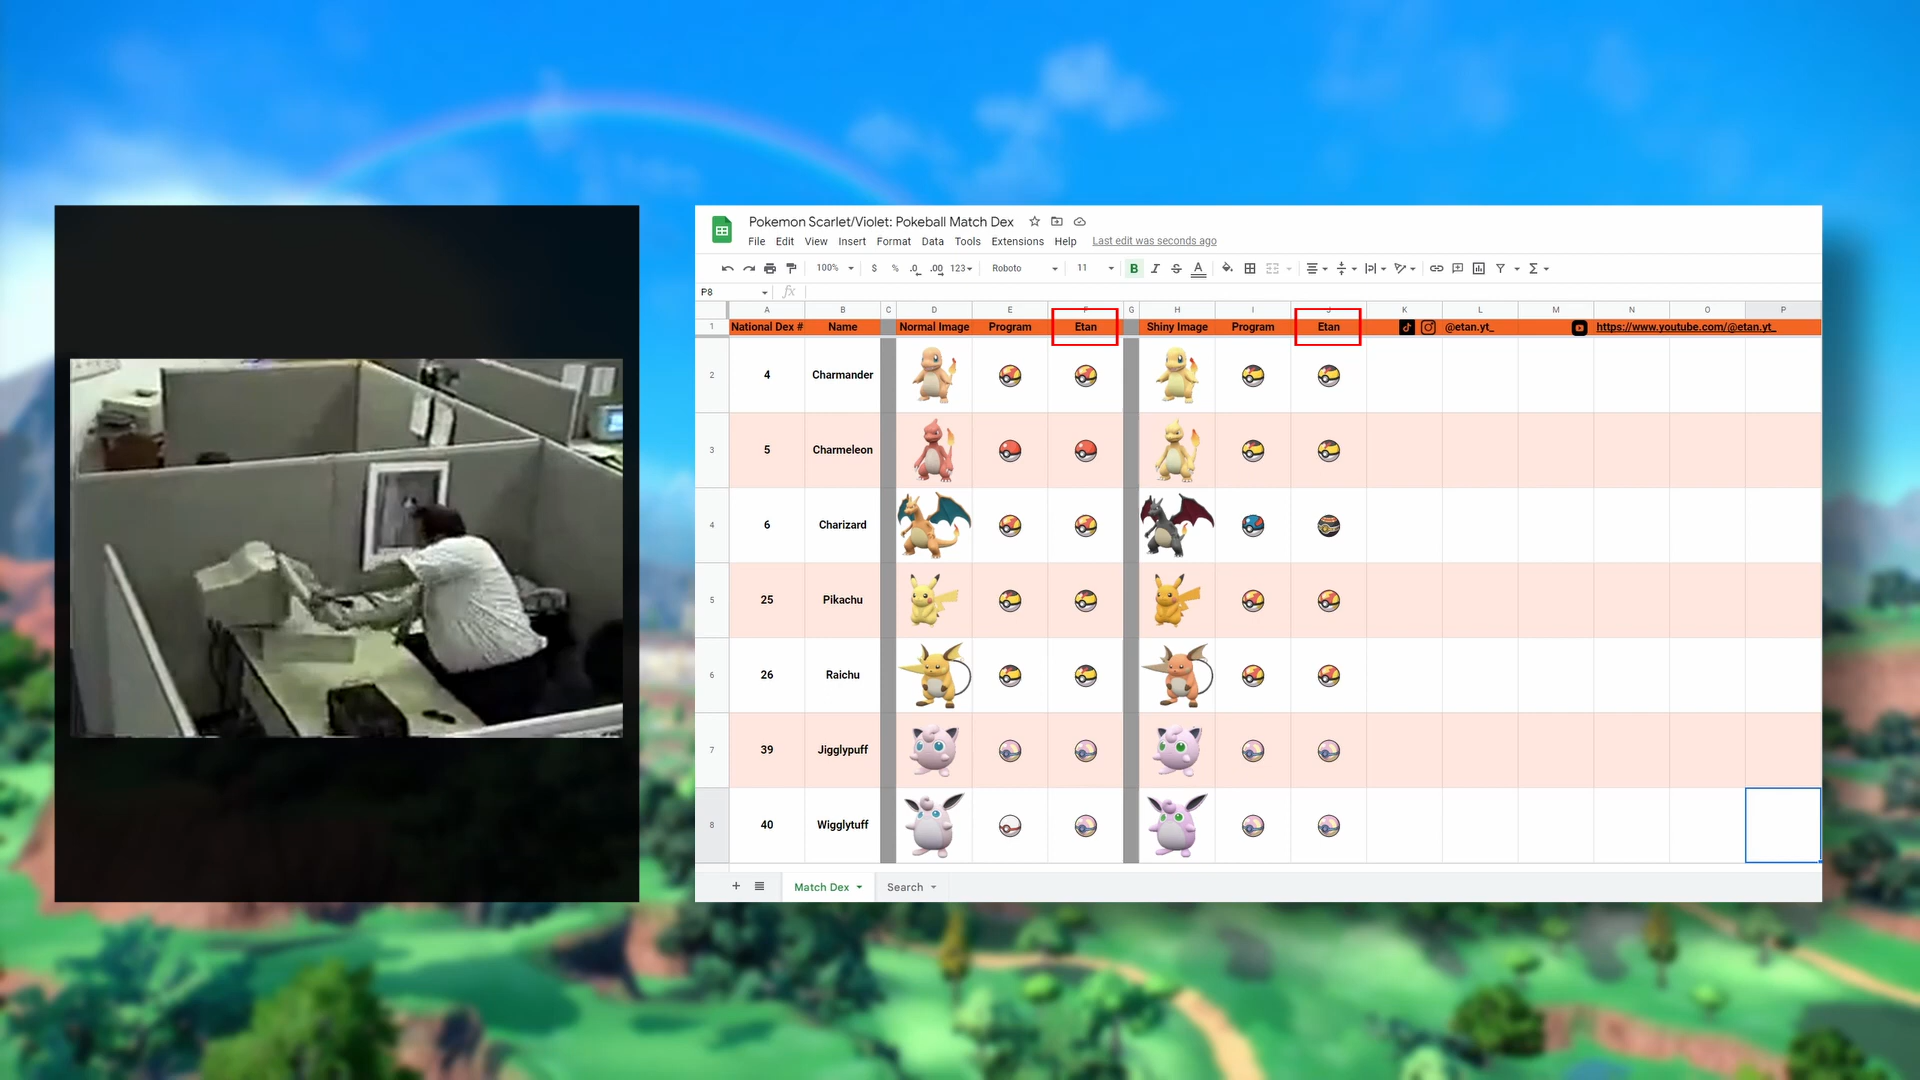 Pokemon Scarlet/Violet: Pokeball Match Dex
File Edit View Insert Format Data Tools Extensions Help Last edit was seconds ago
100% $ % .0 .00 123 Roboto 11 B I S A Σ
P8 fx
A B C D E F G H I J K L M N O P
1 National Dex # Name Normal Image Program Etan Shiny Image Program Etan @etan.yt_ https://www.youtube.com/@etan.yt_
2 4 Charmander
3 5 Charmeleon
4 6 Charizard
5 25 Pikachu
6 26 Raichu
7 39 Jigglypuff
8 40 Wigglytuff
+ Match Dex Search